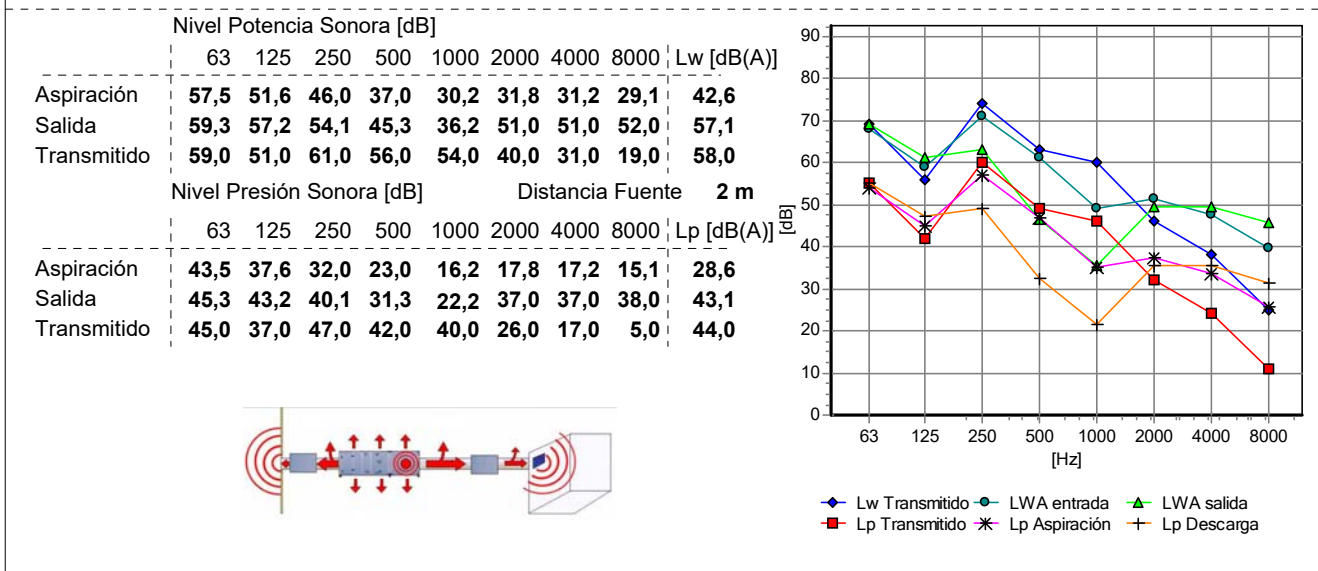 Nivel Potencia Sonora [dB]
63 125 250 500 1000 2000 4000 8000 Lw [dB(A)]
Aspiración 57,5 51,6 46,0 37,0 30,2 31,8 31,2 29,1 42,6
Salida 59,3 57,2 54,1 45,3 36,2 51,0 51,0 52,0 57,1
Transmitido 59,0 51,0 61,0 56,0 54,0 40,0 31,0 19,0 58,0
Nivel Presión Sonora [dB] Distancia Fuente 2 m
63 125 250 500 1000 2000 4000 8000 Lp [dB(A)]
Aspiración 43,5 37,6 32,0 23,0 16,2 17,8 17,2 15,1 28,6
Salida 45,3 43,2 40,1 31,3 22,2 37,0 37,0 38,0 43,1
Transmitido 45,0 37,0 47,0 42,0 40,0 26,0 17,0 5,0 44,0
90
80
70
60
50
40
30
20
10
0
[dB]
63 125 250 500 1000 2000 4000 8000
[Hz]
Lw Transmitido LWA entrada LWA salida
Lp Transmitido Lp Aspiración Lp Descarga